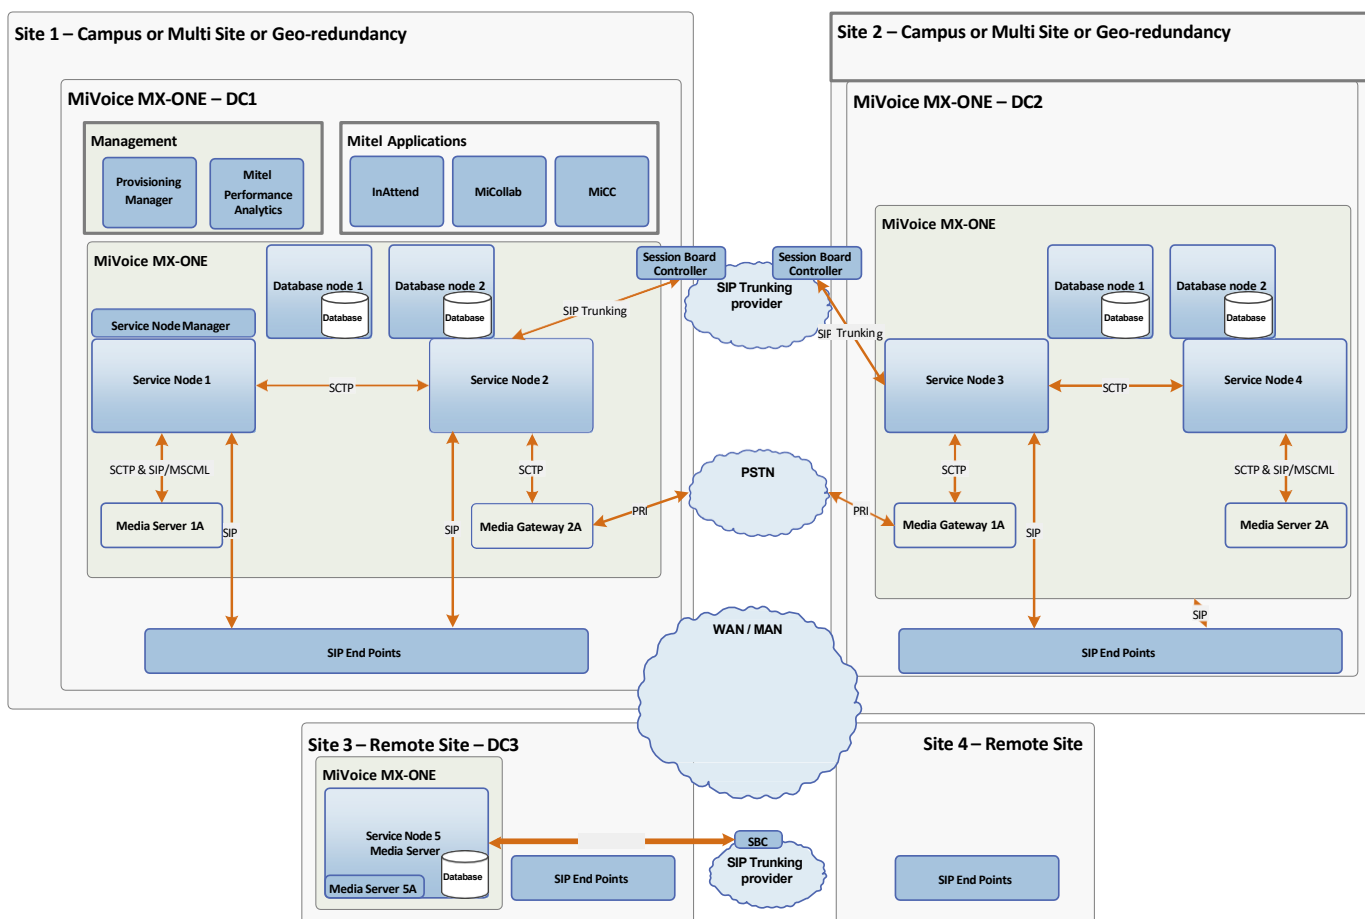 Site 1 – Campus or Multi Site or Geo-redundancy
MiVoice MX-ONE – DC1
Management
Provisioning
Manager
Mitel
Performance
Analytics
Mitel Applications
InAttend
MiCollab
MiCC
MiVoice MX-ONE
Database node 1
Database
Database node 2
Database
Service Node Manager
Service Node 1
SCTP
Service Node 2
SIP Trunking
SCTP & SIP/MSCML
SIP
Media Server 1A
SIP
SCTP
Media Gateway 2A
PRI
SIP End Points
Session Board
Controller
Session Board
Controller
SIP Trunking
provider
PSTN
WAN / MAN
Site 2 – Campus or Multi Site or Geo-redundancy
MiVoice MX-ONE – DC2
MiVoice MX-ONE
Database node 1
Database
Database node 2
Database
SIP Trunking
Service Node 3
SCTP
Service Node 4
SCTP
SCTP & SIP/MSCML
PRI
Media Gateway 1A
SIP
Media Server 2A
SIP
SIP End Points
Site 3 – Remote Site – DC3
MiVoice MX-ONE
Service Node 5
Media Server
Database
Media Server 5A
SIP End Points
SBC
SIP Trunking
provider
Site 4 – Remote Site
SIP End Points